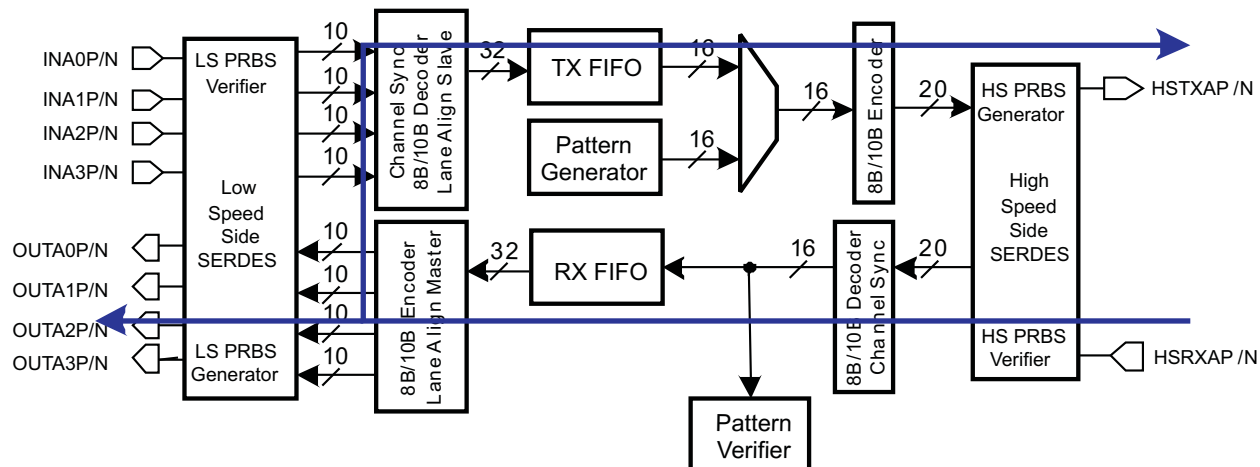 INA0P/N
INA1P/N
INA2P/N
INA3P/N
OUTA0P/N
OUTA1P/N
OUTA2P/N
OUTA3P/N
LS PRBS
Verifier
Low
Speed
Side
SERDES
LS PRBS
Generator
10
10
10
10
10
10
10
10
Channel Sync
8B/10B Decoder
Lane Align Slave
8B/10B Encoder
Lane Align Master
32
32
TX FIFO
Pattern
Generator
RX FIFO
16
16
16
16
8B/10B Encoder
8B/10B Decoder
Channel Sync
Pattern
Verifier
20
20
HS PRBS
Generator
High
Speed
Side
SERDES
HS PRBS
Verifier
HSTXAP /N
HSRXAP /N